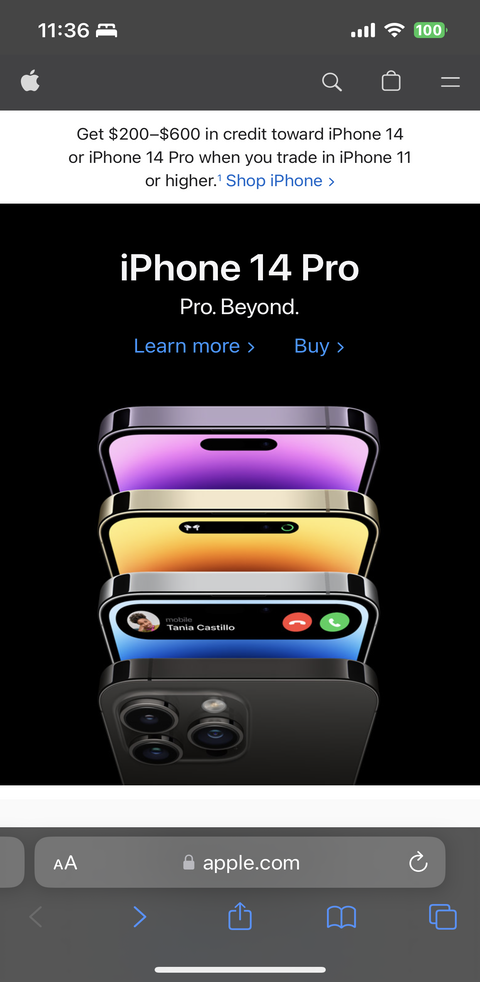 11:36
100
Get $200–$600 in credit toward iPhone 14
or iPhone 14 Pro when you trade in iPhone 11
or higher.¹ Shop iPhone >
iPhone 14 Pro
Pro. Beyond.
Learn more > Buy >
mobile
Tania Castillo
AA apple.com